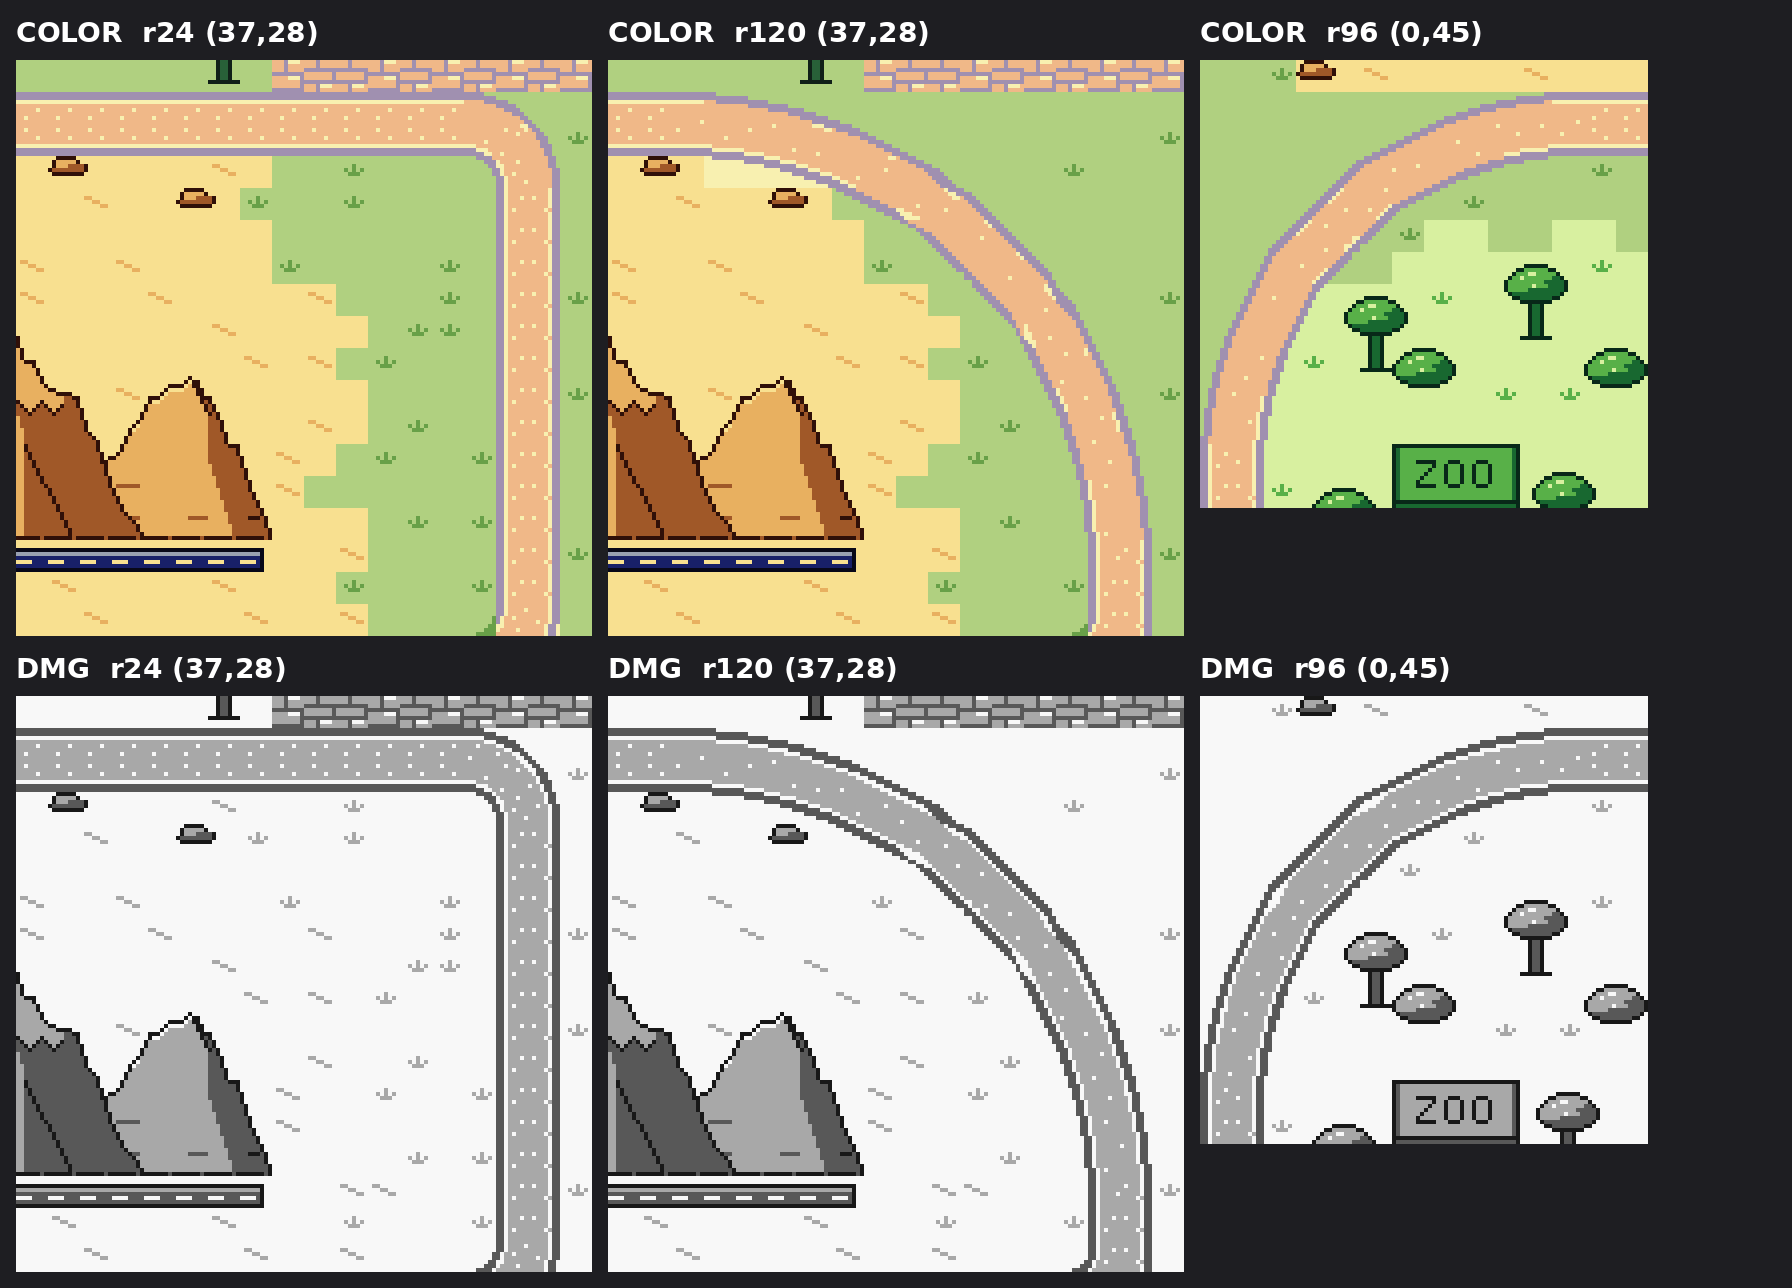 COLOR r24 (37,28)
COLOR r120 (37,28)
COLOR r96 (0,45)
ZOO
DMG r24 (37,28)
DMG r120 (37,28)
DMG r96 (0,45)
ZOO